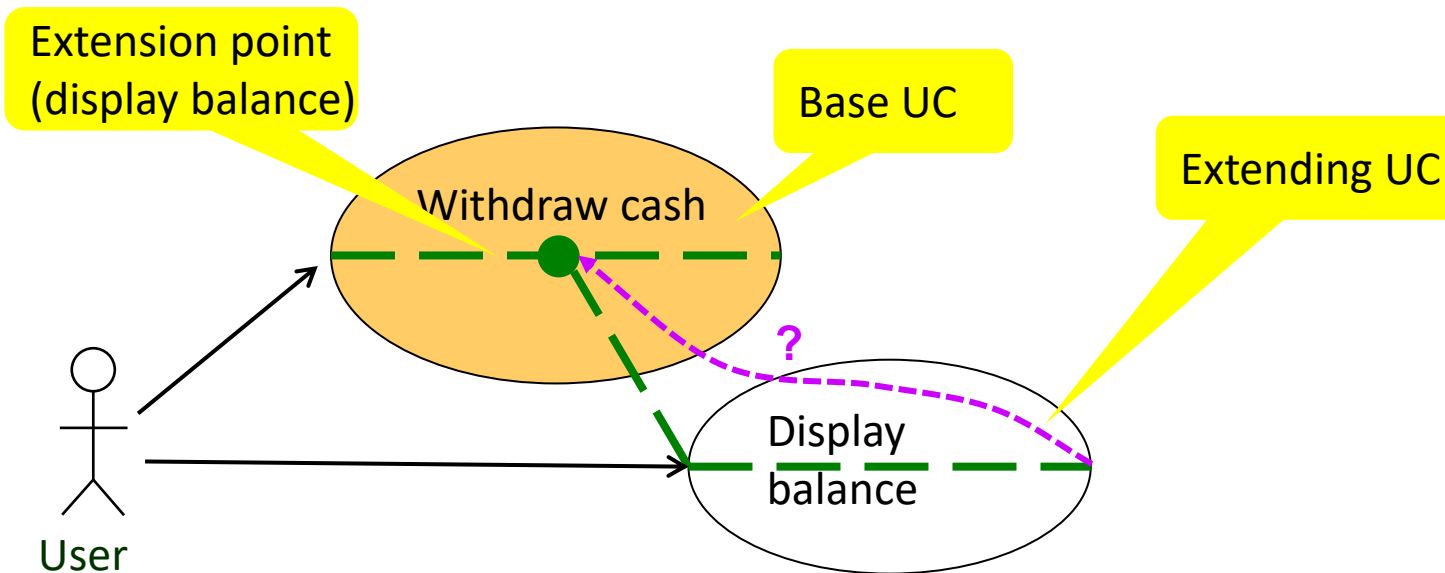 Extension point
(display balance)
Base UC
Extending UC
Withdraw cash
?
Display
balance
User